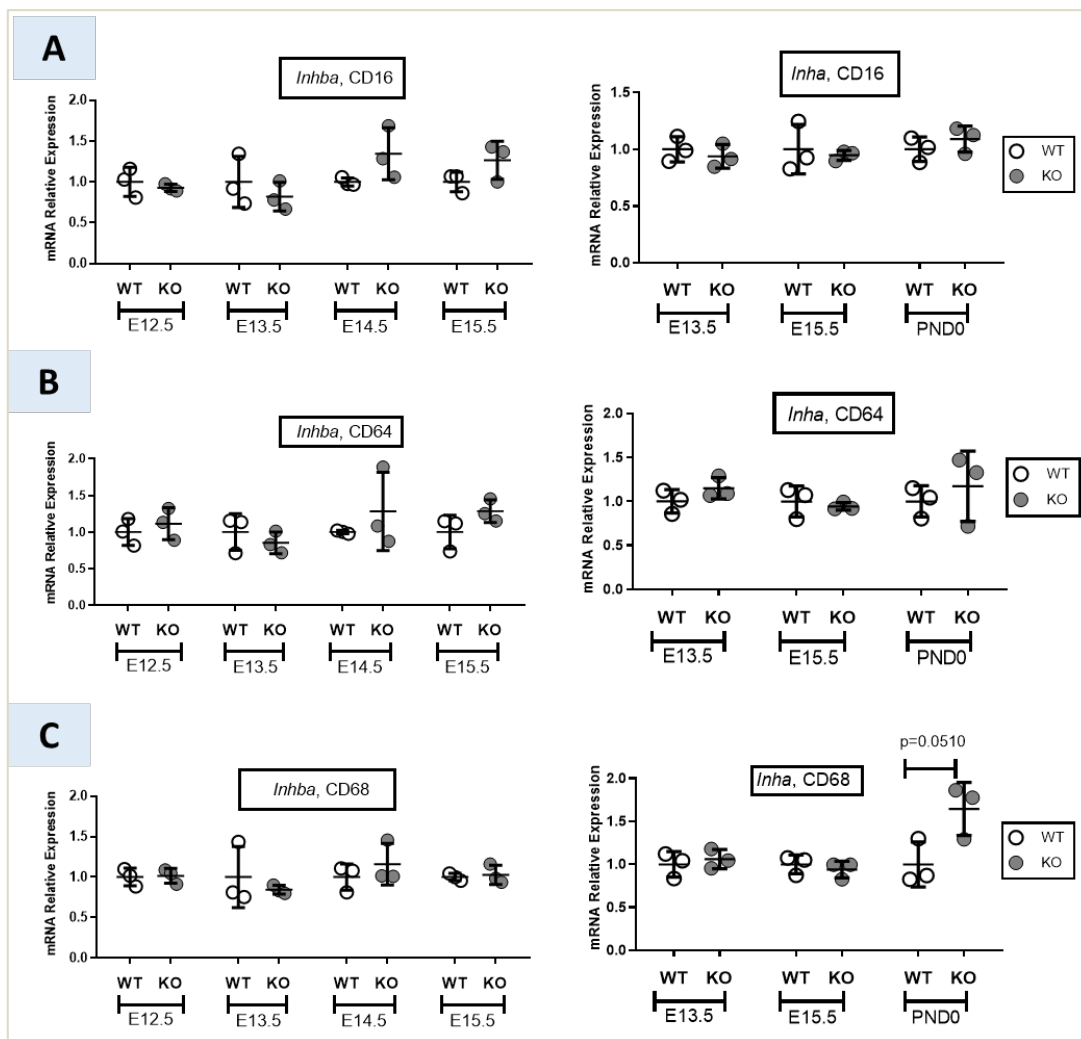 A
Inhba, CD16
mRNA Relative Expression
2.0
1.5
1.0
0.5
0.0
WT KO WT KO WT KO WT KO
E12.5 E13.5 E14.5 E15.5
Inha, CD16
mRNA Relative Expression
1.5
1.0
0.5
0.0
WT KO WT KO WT KO
E13.5 E15.5 PND0
WT
KO
B
Inhba, CD64
mRNA Relative Expression
2.0
1.5
1.0
0.5
0.0
WT KO WT KO WT KO WT KO
E12.5 E13.5 E14.5 E15.5
Inha, CD64
mRNA Relative Expression
2.0
1.5
1.0
0.5
0.0
WT KO WT KO WT KO
E13.5 E15.5 PND0
WT
KO
C
Inhba, CD68
mRNA Relative Expression
2.0
1.5
1.0
0.5
0.0
WT KO WT KO WT KO WT KO
E12.5 E13.5 E14.5 E15.5
p=0.0510
Inha, CD68
mRNA Relative Expression
2.0
1.5
1.0
0.5
0.0
WT KO WT KO WT KO
E13.5 E15.5 PND0
WT
KO